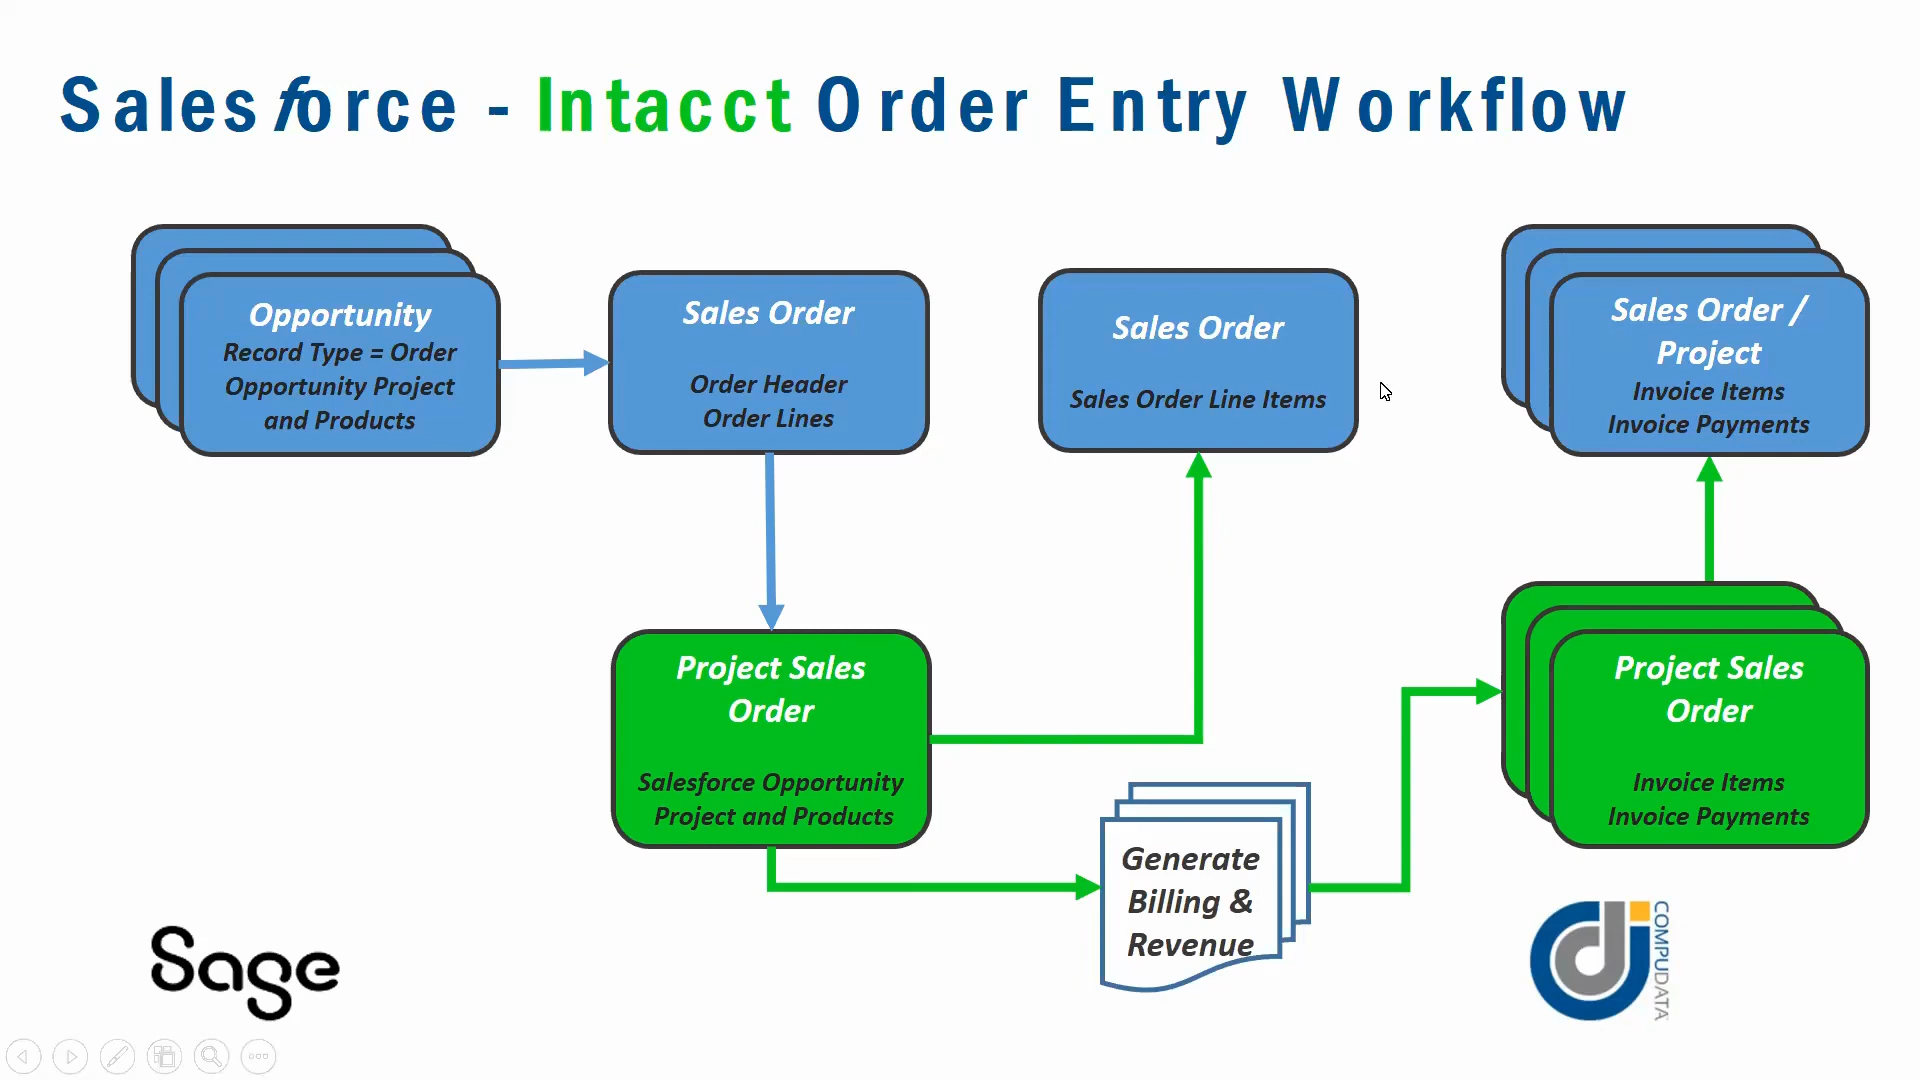 Salesforce - Intacct Order Entry Workflow
Opportunity
Record Type = Order
Opportunity Project
and Products
Sales Order
Order Header
Order Lines
Sales Order
Sales Order Line Items
Sales Order /
Project
Invoice Items
Invoice Payments
Project Sales
Order
Salesforce Opportunity
Project and Products
Generate
Billing &
Revenue
Project Sales
Order
Invoice Items
Invoice Payments
Sage
COMPUDATA